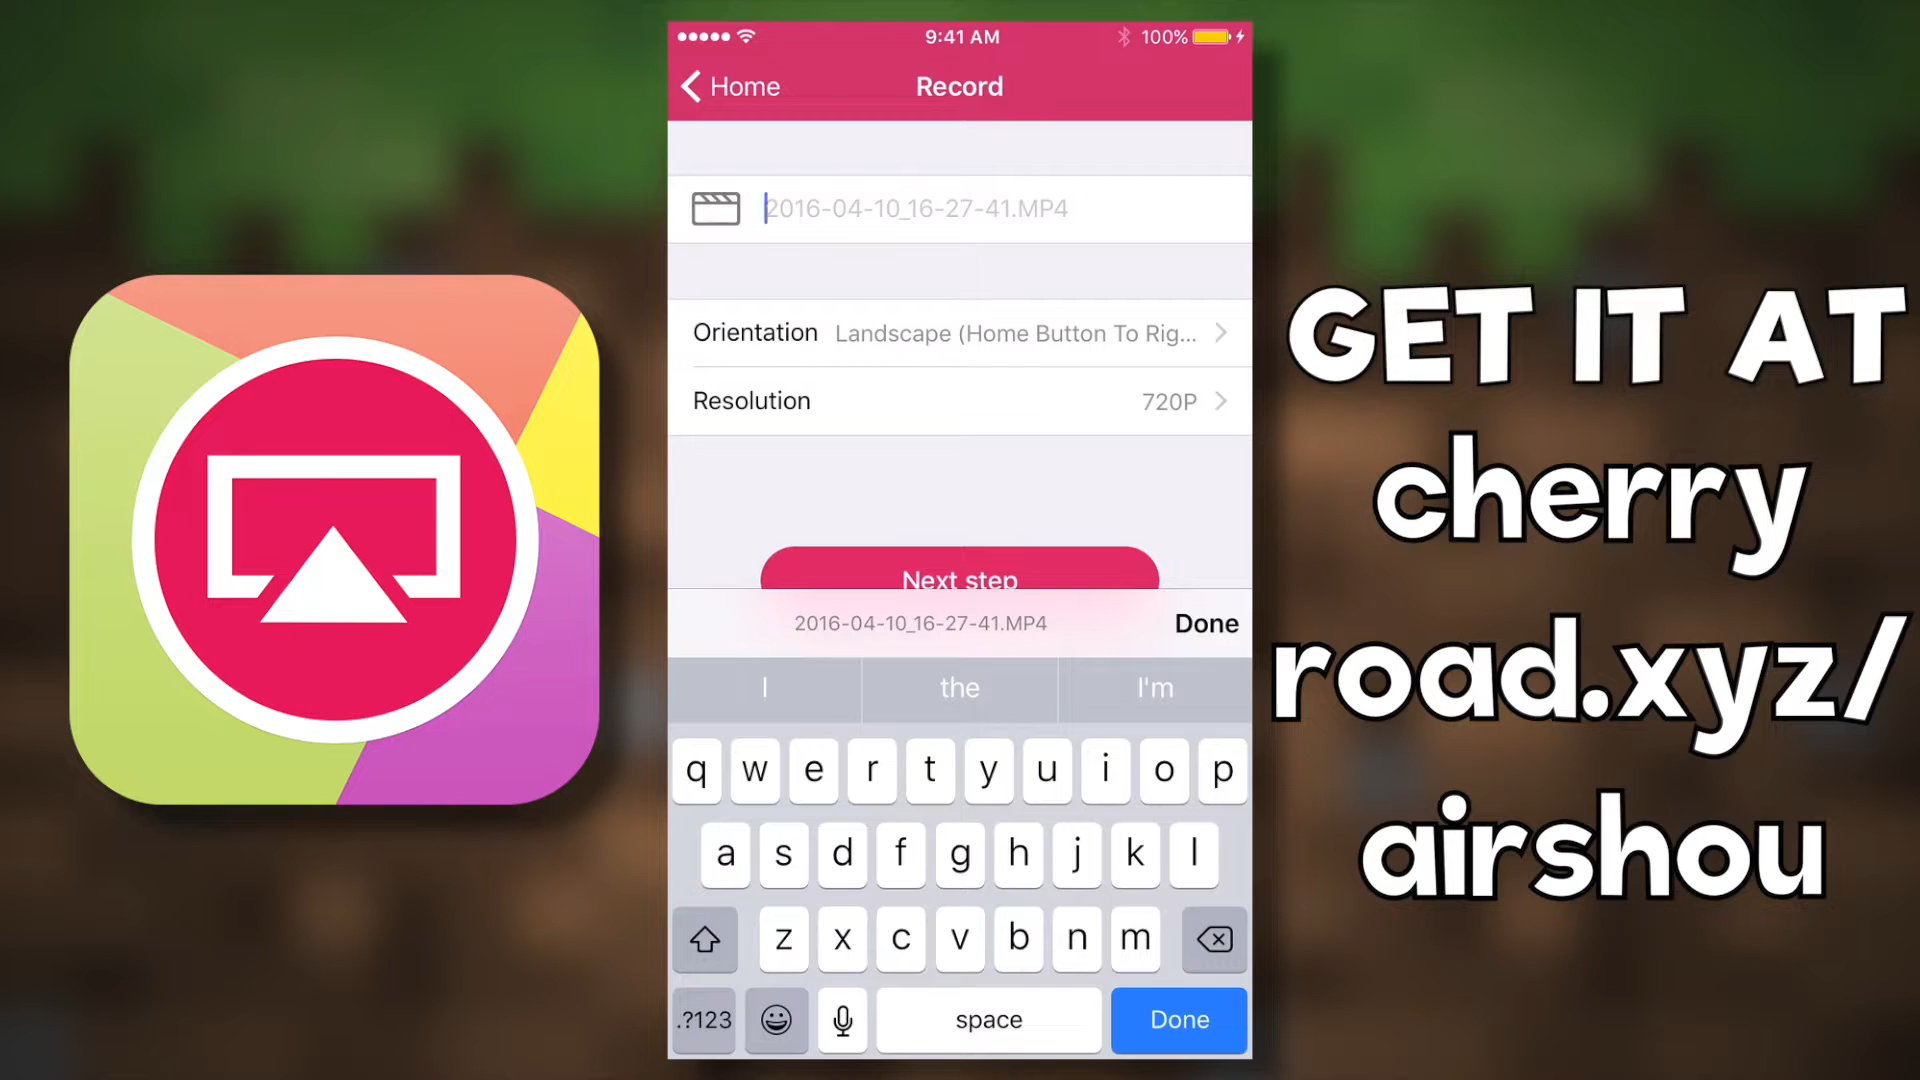 9:41 AM
100%
Home
Record
2016-04-10_16-27-41.MP4
Orientation Landscape (Home Button To Rig...
Resolution 720P
Next step
2016-04-10_16-27-41.MP4 Done
I the I'm
q w e r t y u i o p
a s d f g h j k l
z x c v b n m
.?123 space Done
GET IT AT
cherry
road.xyz/
airshou